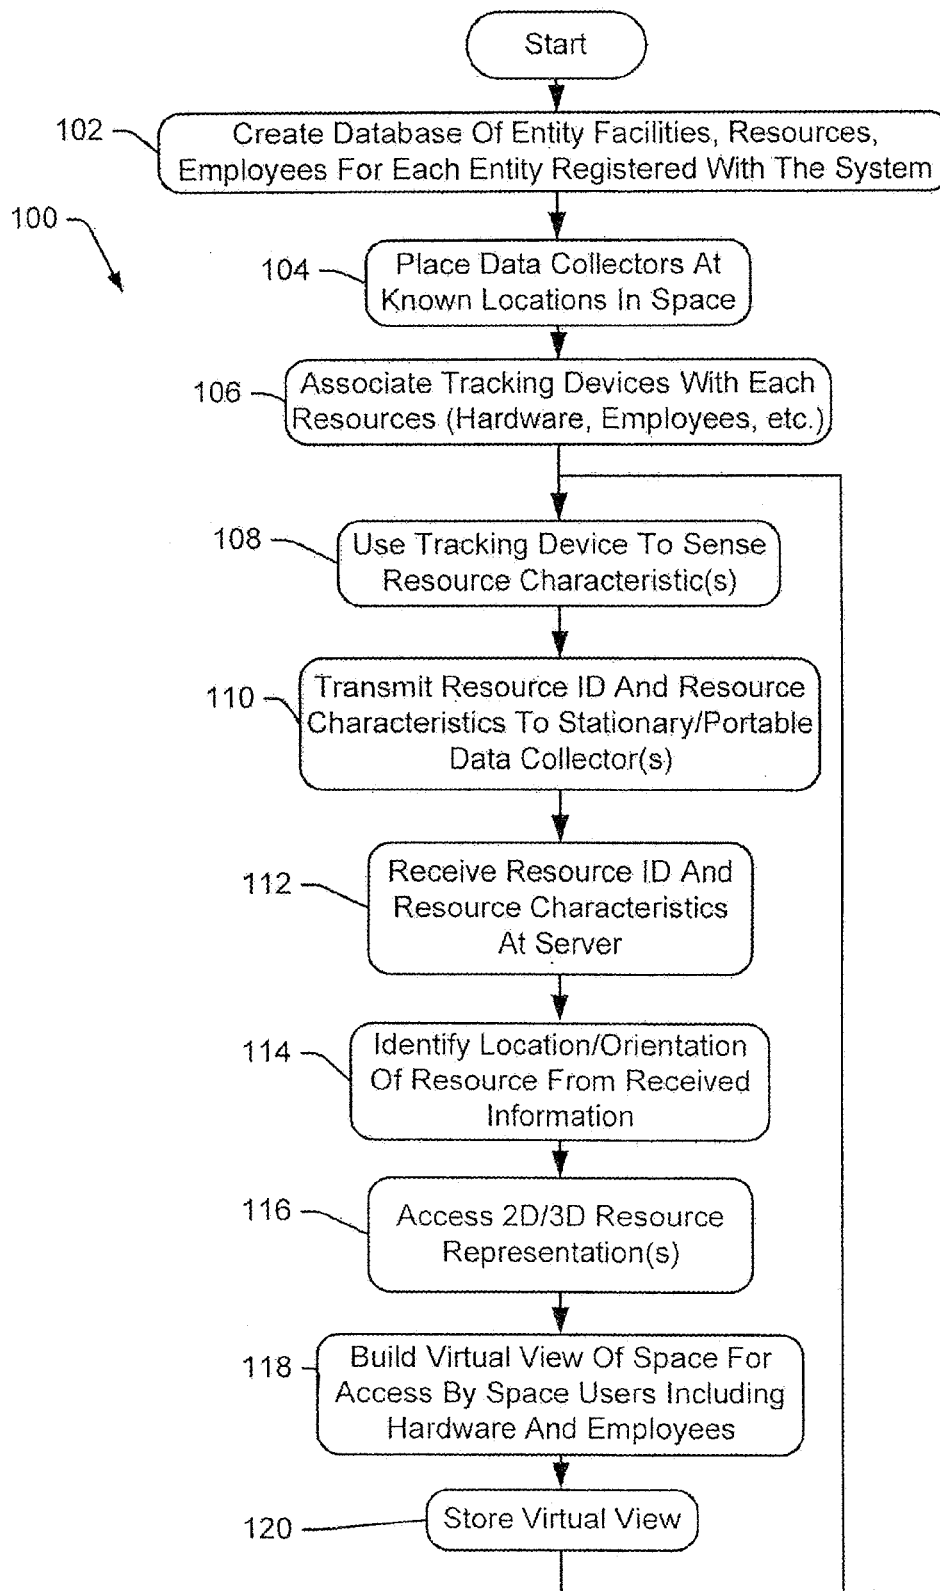 Start
102
Create Database Of Entity Facilities, Resources,
Employees For Each Entity Registered With The System
100
104
Place Data Collectors At
Known Locations In Space
106
Associate Tracking Devices With Each
Resources (Hardware, Employees, etc.)
108
Use Tracking Device To Sense
Resource Characteristic(s)
110
Transmit Resource ID And Resource
Characteristics To Stationary/Portable
Data Collector(s)
112
Receive Resource ID And
Resource Characteristics
At Server
114
Identify Location/Orientation
Of Resource From Received
Information
116
Access 2D/3D Resource
Representation(s)
118
Build Virtual View Of Space For
Access By Space Users Including
Hardware And Employees
120
Store Virtual View